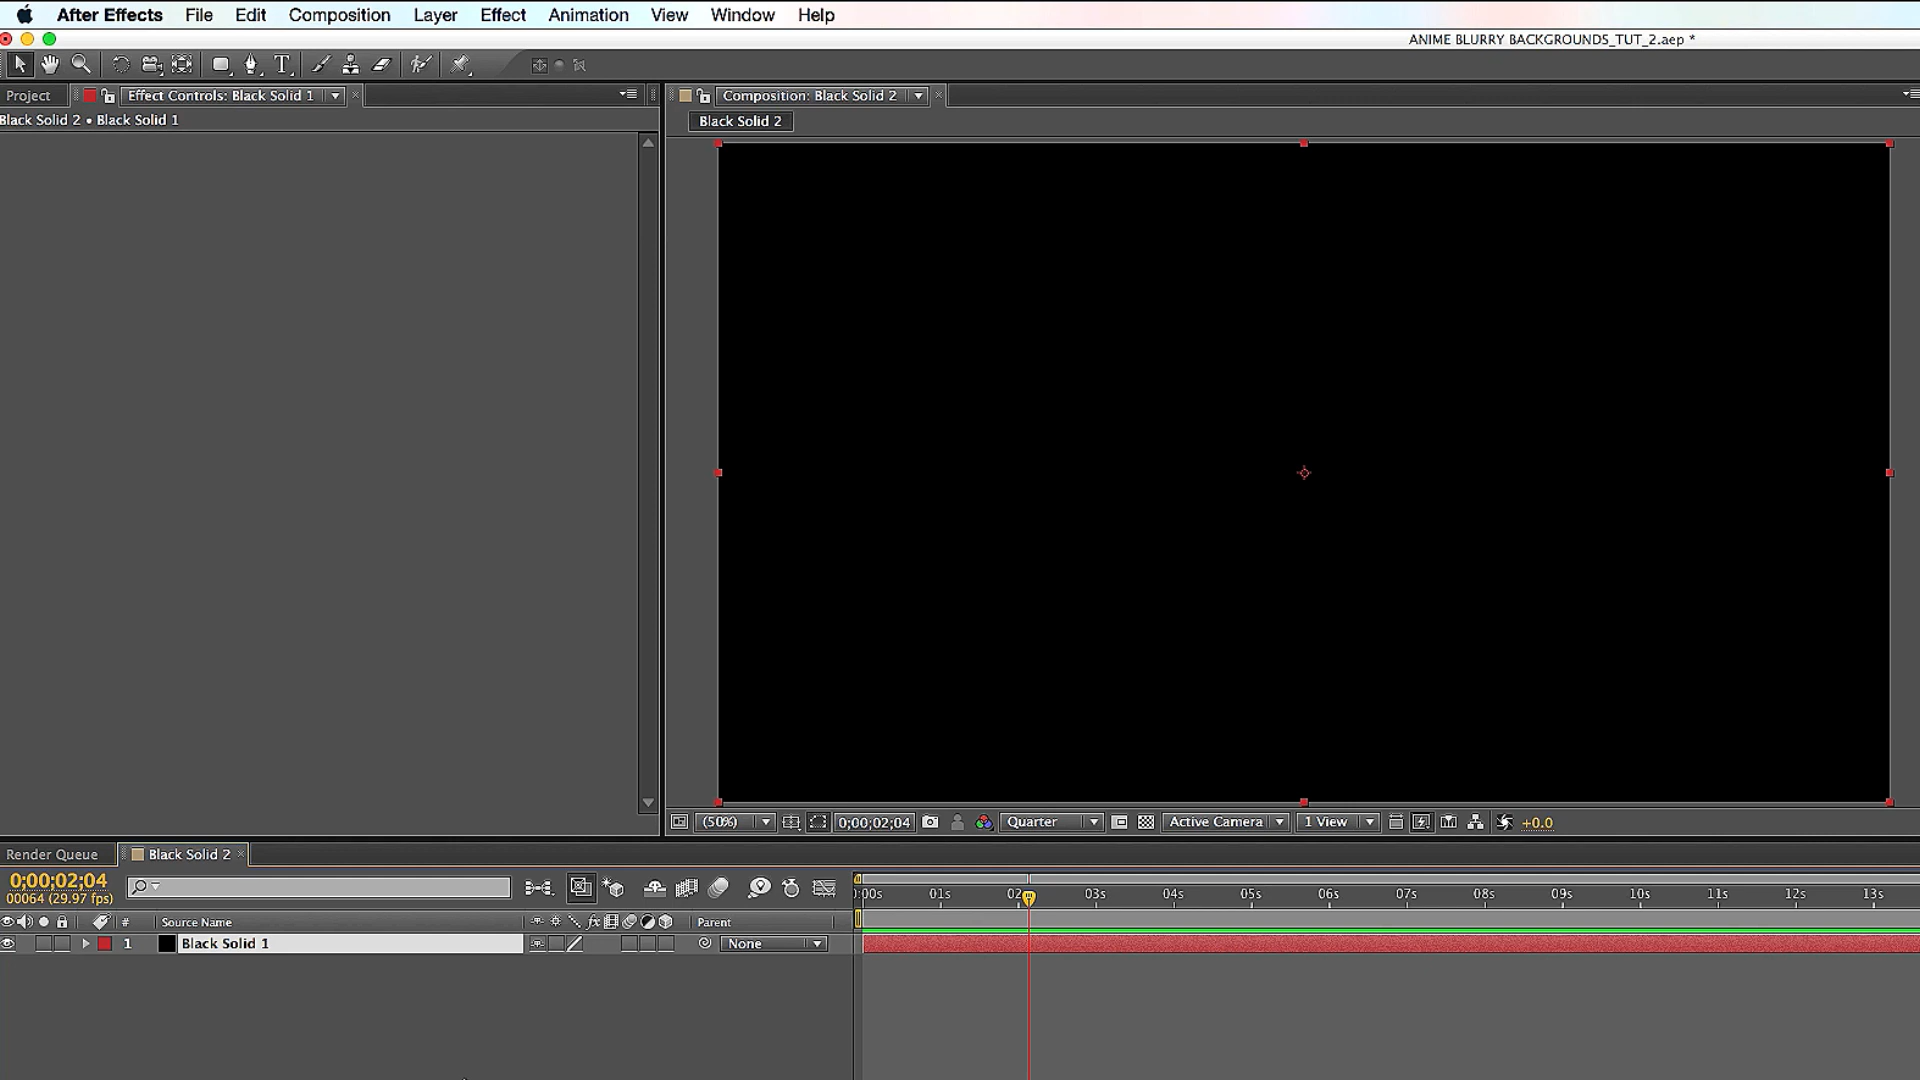 After Effects File Edit Composition Layer Effect Animation View Window Help
ANIME BLURRY BACKGROUNDS_TUT_2.aep *
Project Effect Controls: Black Solid 1 Composition: Black Solid 2
Black Solid 2 • Black Solid 1
Black Solid 2
(50%) 0;00;02;04 Quarter Active Camera 1 View +0.0
Render Queue Black Solid 2
0;00;02;04
00064 (29.97 fps)
:00s 01s 02 03s 04s 05s 06s 07s 08s 09s 10s 11s 12s 13s
# Source Name fx Parent
1 Black Solid 1 None